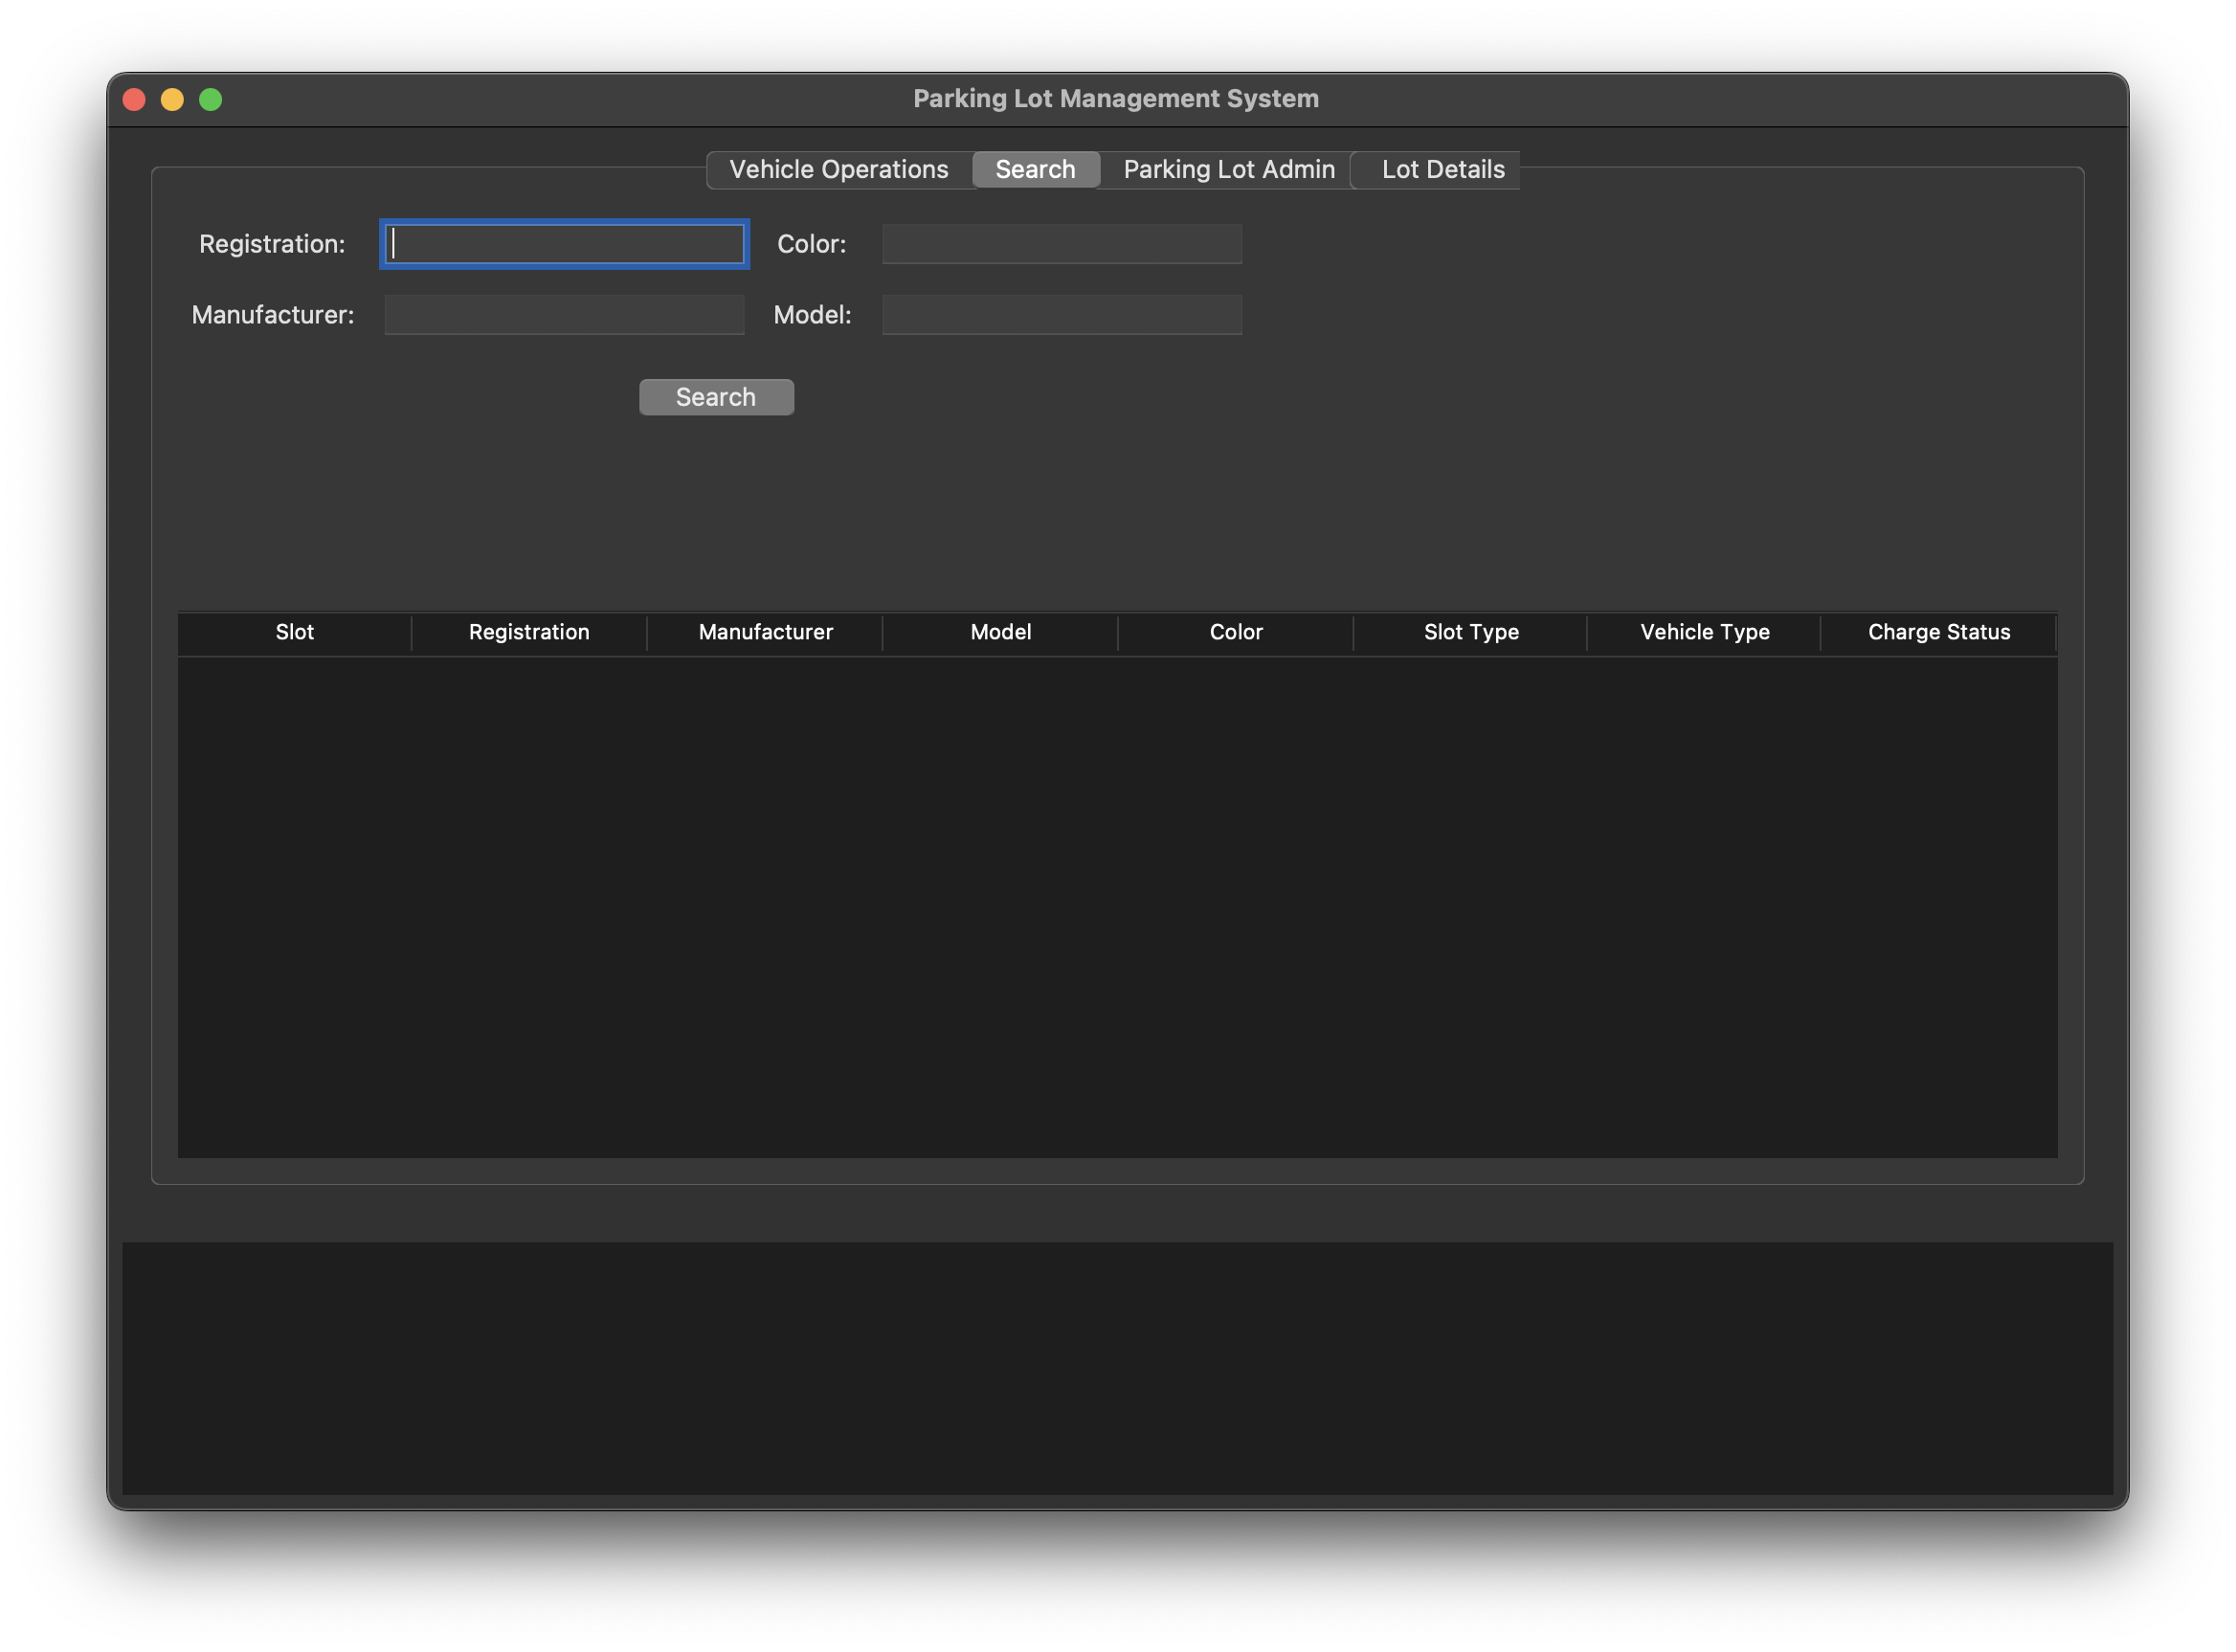 Parking Lot Management System
Vehicle Operations Search Parking Lot Admin Lot Details
Registration: Color:
Manufacturer: Model:
Search
Slot Registration Manufacturer Model Color Slot Type Vehicle Type Charge Status